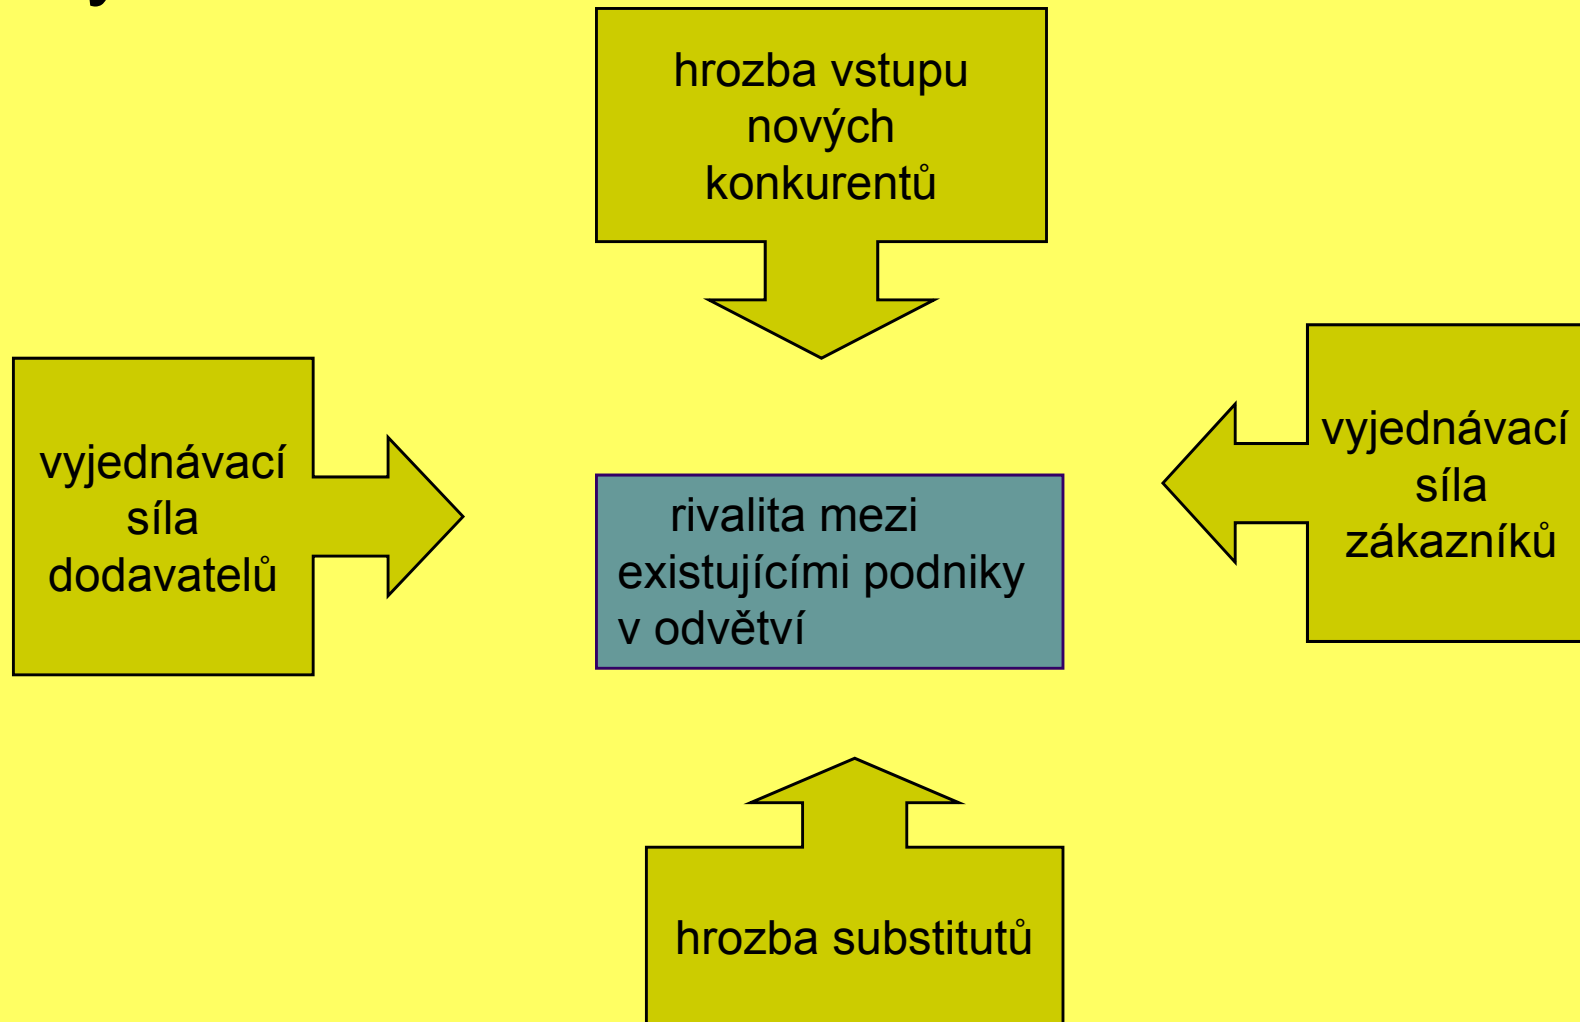 hrozba vstupu
nových
konkurentů
vyjednávací
síla
dodavatelů
rivalita mezi
existujícími podniky
v odvětví
vyjednávací
síla
zákazníků
hrozba substitutů